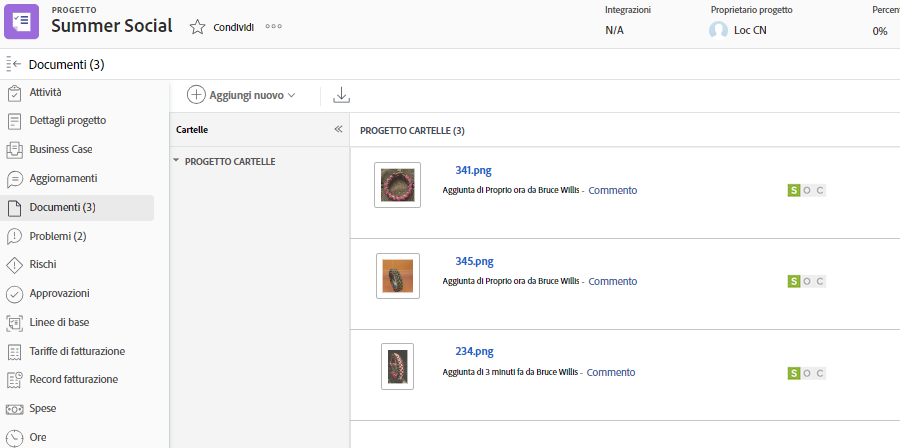 PROGETTO
Summer Social
Condividi
Integrazioni
N/A
Proprietario progetto
Loc CN
Percent
0%
Documenti (3)
Attività
Dettagli progetto
Business Case
Aggiornamenti
Documenti (3)
Problemi (2)
Rischi
Approvazioni
Linee di base
Tariffe di fatturazione
Record fatturazione
Spese
Ore
Aggiungi nuovo
Cartelle
PROGETTO CARTELLE
PROGETTO CARTELLE (3)
341.png
Aggiunta di Proprio ora da Bruce Willis - Commento
S O C
345.png
Aggiunta di Proprio ora da Bruce Willis - Commento
S O C
234.png
Aggiunta di 3 minuti fa da Bruce Willis - Commento
S O C